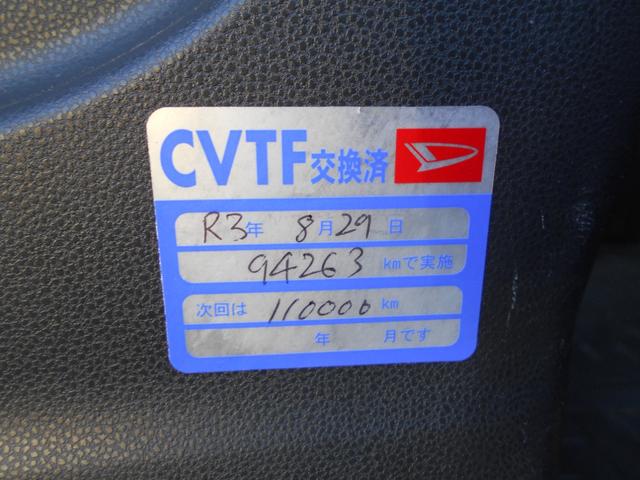 CVTF交換済
R3年 8月29日
94263 kmで実施
次回は 110000 km
年 月です